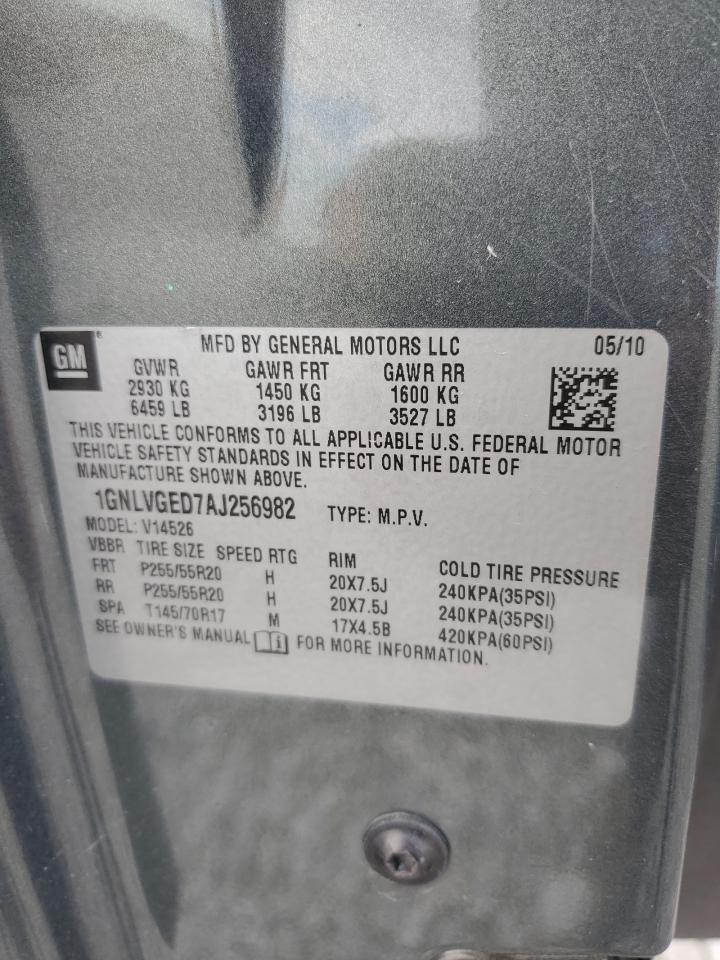 GM® MFD BY GENERAL MOTORS LLC 05/10
GVWR GAWR FRT GAWR RR
2930 KG 1450 KG 1600 KG
6459 LB 3196 LB 3527 LB
THIS VEHICLE CONFORMS TO ALL APPLICABLE U.S. FEDERAL MOTOR
VEHICLE SAFETY STANDARDS IN EFFECT ON THE DATE OF
MANUFACTURE SHOWN ABOVE.
1GNLVGED7AJ256982 TYPE: M.P.V.
MODEL: V14526
VBBR TIRE SIZE SPEED RTG RIM COLD TIRE PRESSURE
FRT P255/55R20 H 20X7.5J 240KPA(35PSI)
RR P255/55R20 H 20X7.5J 240KPA(35PSI)
SPA T145/70R17 M 17X4.5B 420KPA(60PSI)
SEE OWNER'S MANUAL i FOR MORE INFORMATION.